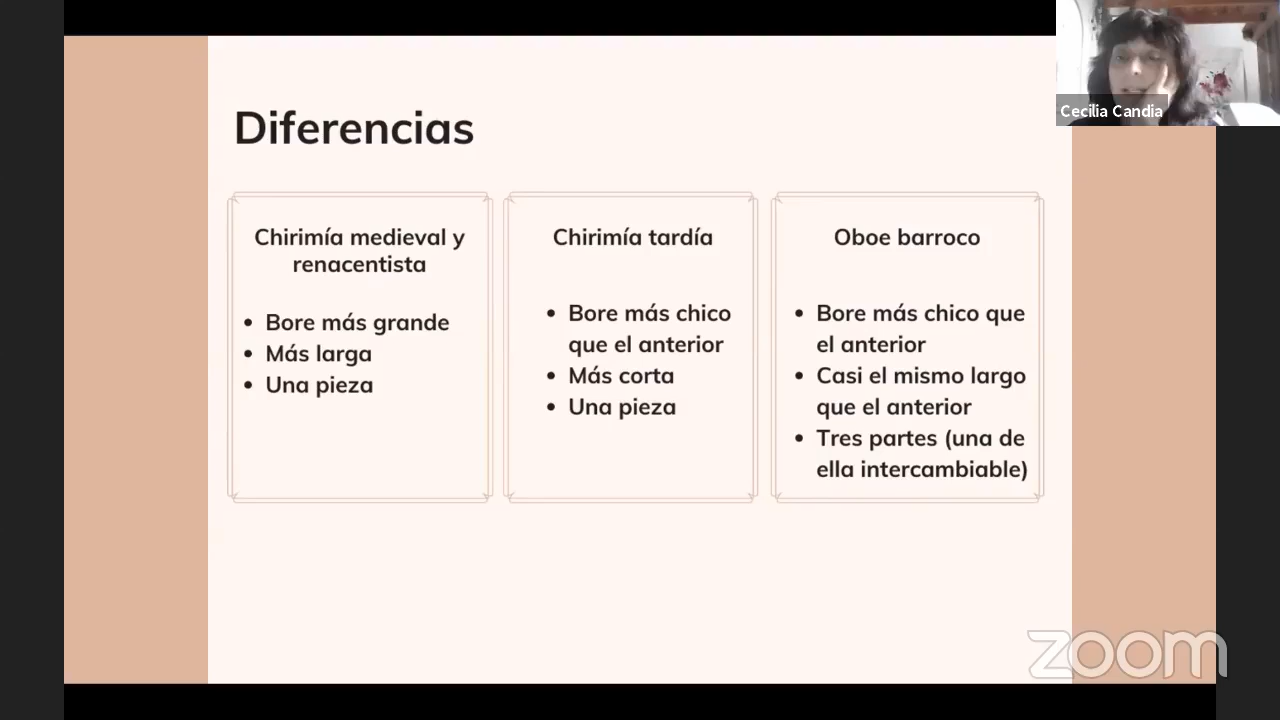 Cecilia Candia
Diferencias
Chirimía medieval y
renacentista
• Bore más grande
• Más larga
• Una pieza
Chirimía tardía
• Bore más chico
que el anterior
• Más corta
• Una pieza
Oboe barroco
• Bore más chico que
el anterior
• Casi el mismo largo
que el anterior
• Tres partes (una de
ella intercambiable)
zoom